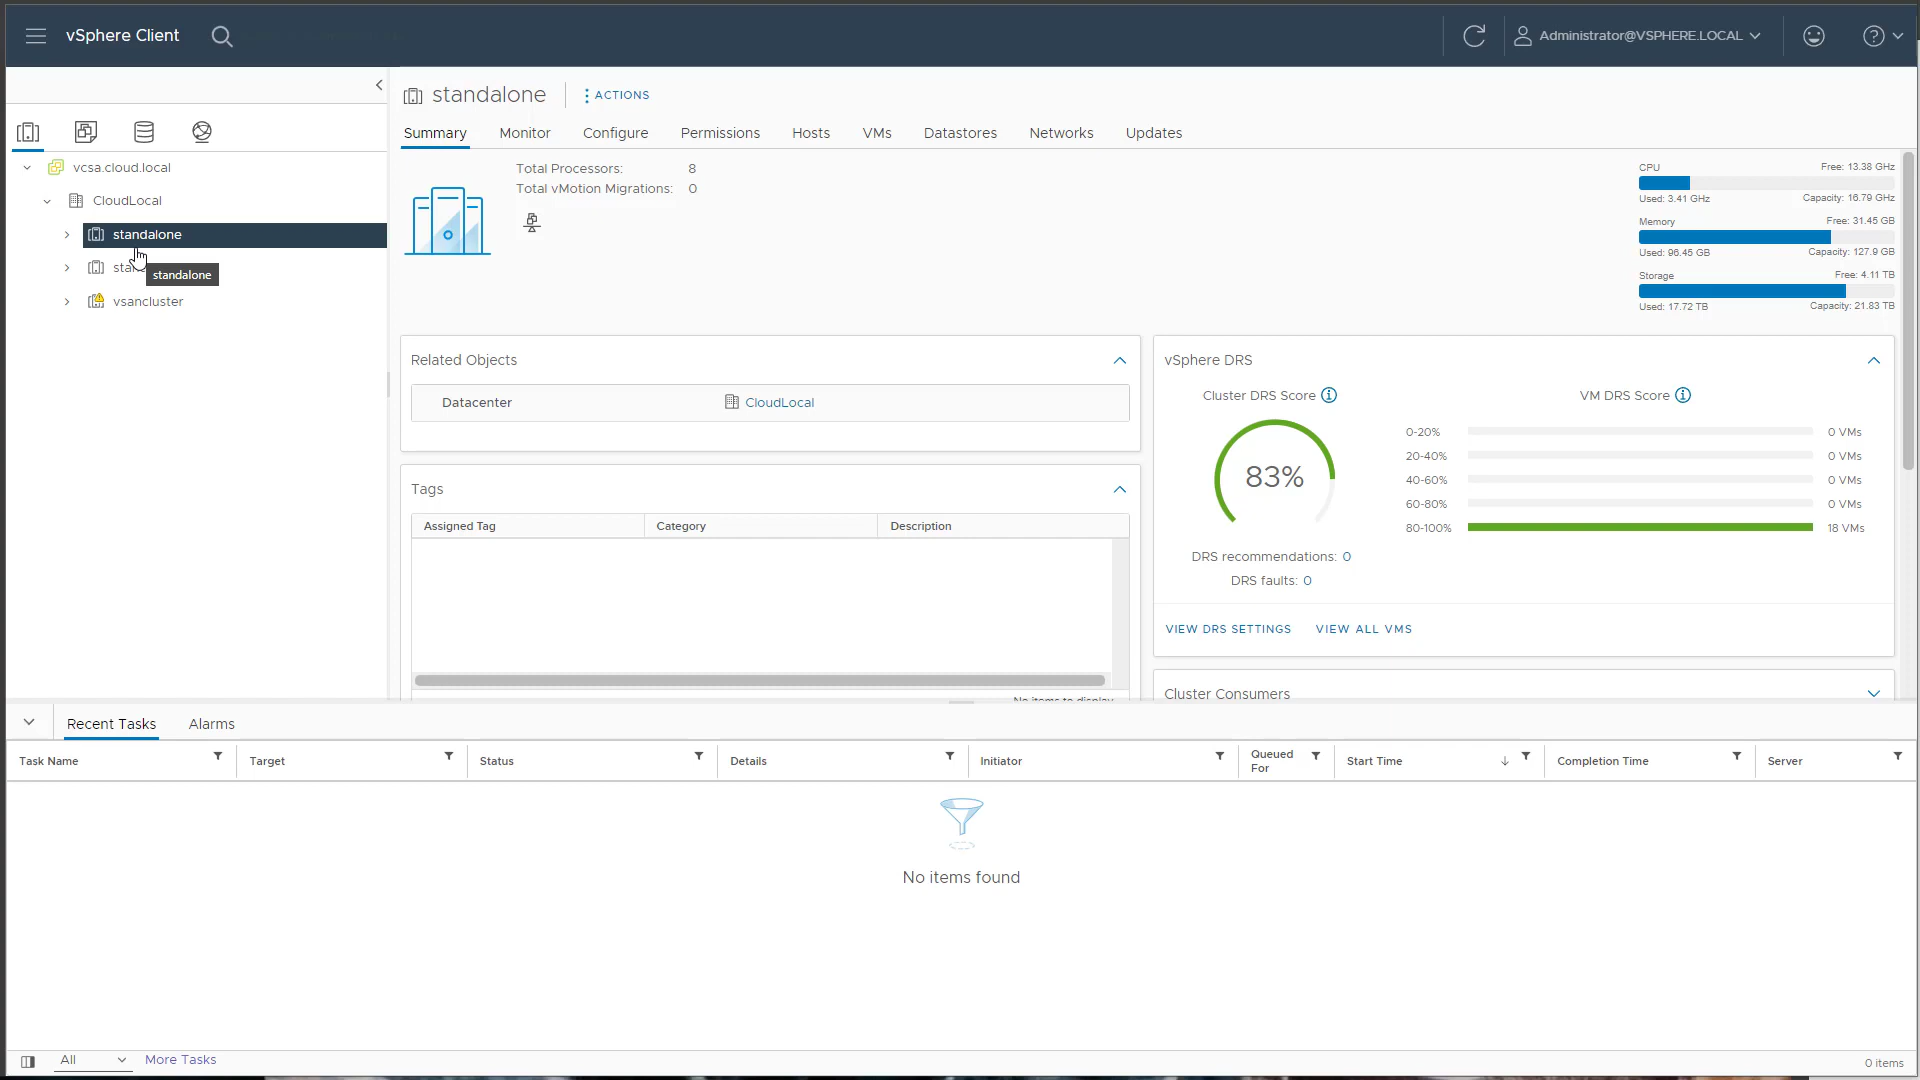 vSphere Client
Administrator@VSPHERE.LOCAL
standalone
ACTIONS
Summary
Monitor
Configure
Permissions
Hosts
VMs
Datastores
Networks
Updates
vcsa.cloud.local
CloudLocal
standalone
standalone
vsancluster
Total Processors: 8
Total vMotion Migrations: 0
CPU Free: 13.38 GHz
Used: 3.41 GHz Capacity: 16.79 GHz
Memory Free: 31.45 GB
Used: 96.45 GB Capacity: 127.9 GB
Storage Free: 4.11 TB
Used: 17.72 TB Capacity: 21.83 TB
Related Objects
Datacenter CloudLocal
Tags
Assigned Tag Category Description
No items to display
vSphere DRS
Cluster DRS Score
83%
DRS recommendations: 0
DRS faults: 0
VM DRS Score
0-20% 0 VMs
20-40% 0 VMs
40-60% 0 VMs
60-80% 0 VMs
80-100% 18 VMs
VIEW DRS SETTINGS VIEW ALL VMS
Cluster Consumers
Recent Tasks Alarms
Task Name Target Status Details Initiator Queued For Start Time Completion Time Server
No items found
All More Tasks
0 items